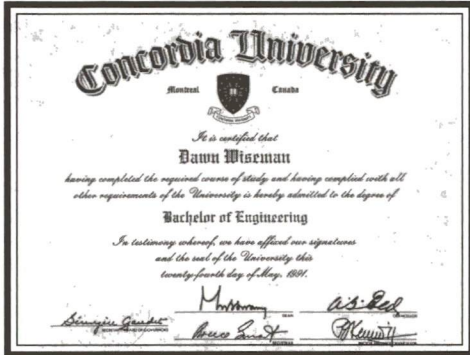 Concordia University
Montreal Canada
It is certified that
Dawn Wiseman
having completed the required course of study and having complied with all
other requirements of the University is hereby admitted to the degree of
Bachelor of Engineering
In testimony whereof, we have affixed our signatures
and the seal of the University this
twenty-fourth day of May, 1991.